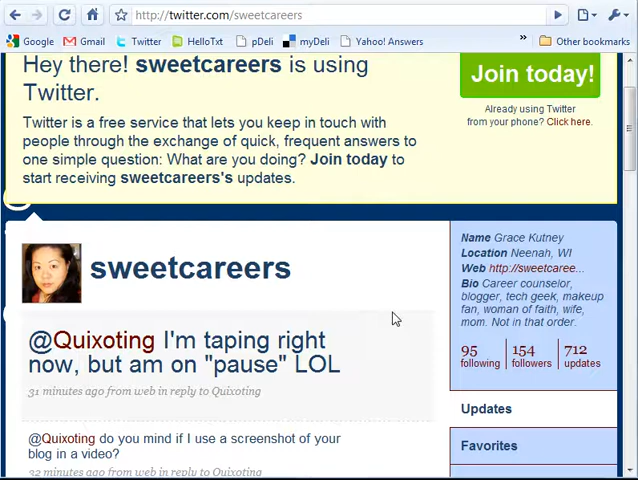 http://twitter.com/sweetcareers
Google Gmail Twitter HelloTxt pDeli myDeli Yahoo! Answers » Other bookmarks
Hey there! sweetcareers is using
Twitter.
Twitter is a free service that lets you keep in touch with
people through the exchange of quick, frequent answers to
one simple question: What are you doing? Join today to
start receiving sweetcareers's updates.
Join today!
Already using Twitter
from your phone? Click here.
sweetcareers
@Quixoting I'm taping right
now, but am on "pause" LOL
31 minutes ago from web in reply to Quixoting
@Quixoting do you mind if I use a screenshot of your
blog in a video?
32 minutes ago from web in reply to Quixoting
Name Grace Kutney
Location Neenah, WI
Web http://sweetcaree...
Bio Career counselor,
blogger, tech geek, makeup
fan, woman of faith, wife,
mom. Not in that order.
95 154 712
following followers updates
Updates
Favorites